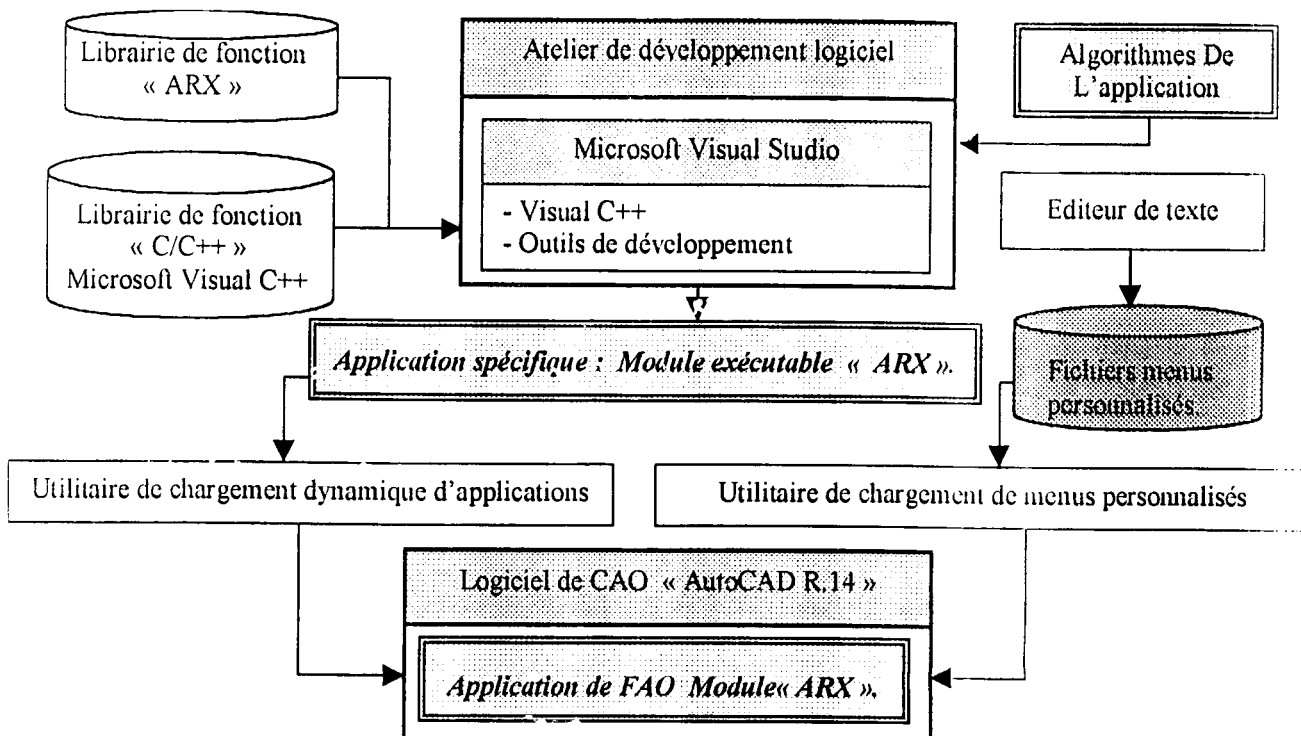 Librairie de fonction
« ARX »
Atelier de développement logiciel
Algorithmes De
L'application
Microsoft Visual Studio
- Visual C++
- Outils de développement
Librairie de fonction
« C/C++ »
Microsoft Visual C++
Editeur de texte
Application spécifique : Module exécutable « ARX ».
Fichiers menus
personnalisés.
Utilitaire de chargement dynamique d'applications
Utilitaire de chargement de menus personnalisés
Logiciel de CAO « AutoCAD R.14 »
Application de FAO Module« ARX ».